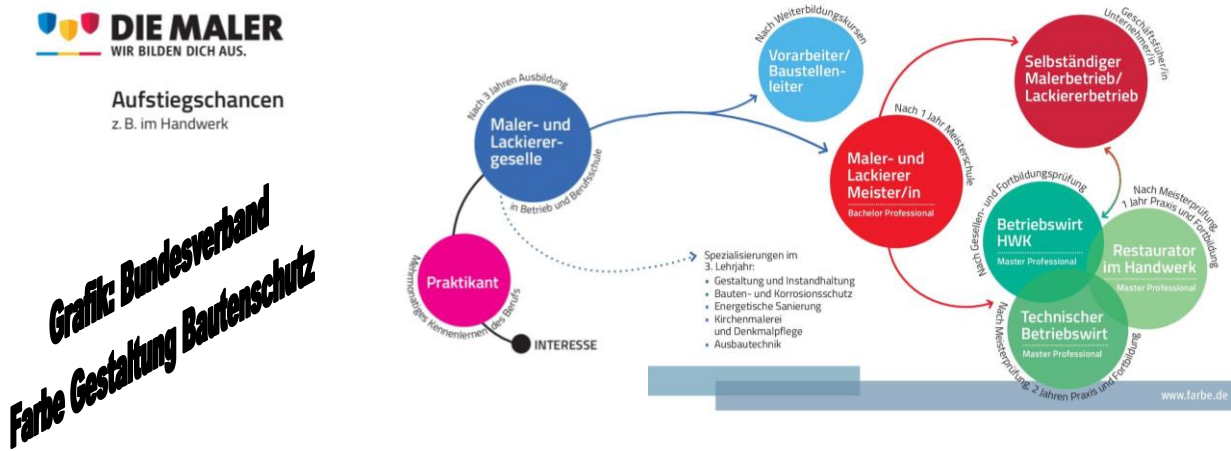 DIE MALER
WIR BILDEN DICH AUS.
Aufstiegschancen
z. B. im Handwerk
Grafik: Bundesverband
Farbe Gestaltung Bautenschutz
INTERESSE
Praktikant
Mehrmonatiges Kennenlernen des Berufs
Nach 3 Jahren Ausbildung
Maler- und
Lackierer-
geselle
in Betrieb und Berufsschule
Spezialisierungen im
3. Lehrjahr:
• Gestaltung und Instandhaltung
• Bauten- und Korrosionsschutz
• Energetische Sanierung
• Kirchenmalerei
und Denkmalpflege
• Ausbautechnik
Nach Weiterbildungskursen
Vorarbeiter/
Baustellen-
leiter
Nach 1 Jahr Meisterschule
Maler- und
Lackierer
Meister/in
Bachelor Professional
Geschäftsfüher/in
Unternehmer/in
Selbständiger
Malerbetrieb/
Lackiererbetrieb
Nach Gesellen- und Fortbildungsprüfung
Betriebswirt
HWK
Master Professional
Nach Meisterprüfung,
1 Jahr Praxis und Fortbildung
Restaurator
im Handwerk
Master Professional
Technischer
Betriebswirt
Master Professional
Nach Meisterprüfung, 2 Jahren Praxis und Fortbildung
www.farbe.de